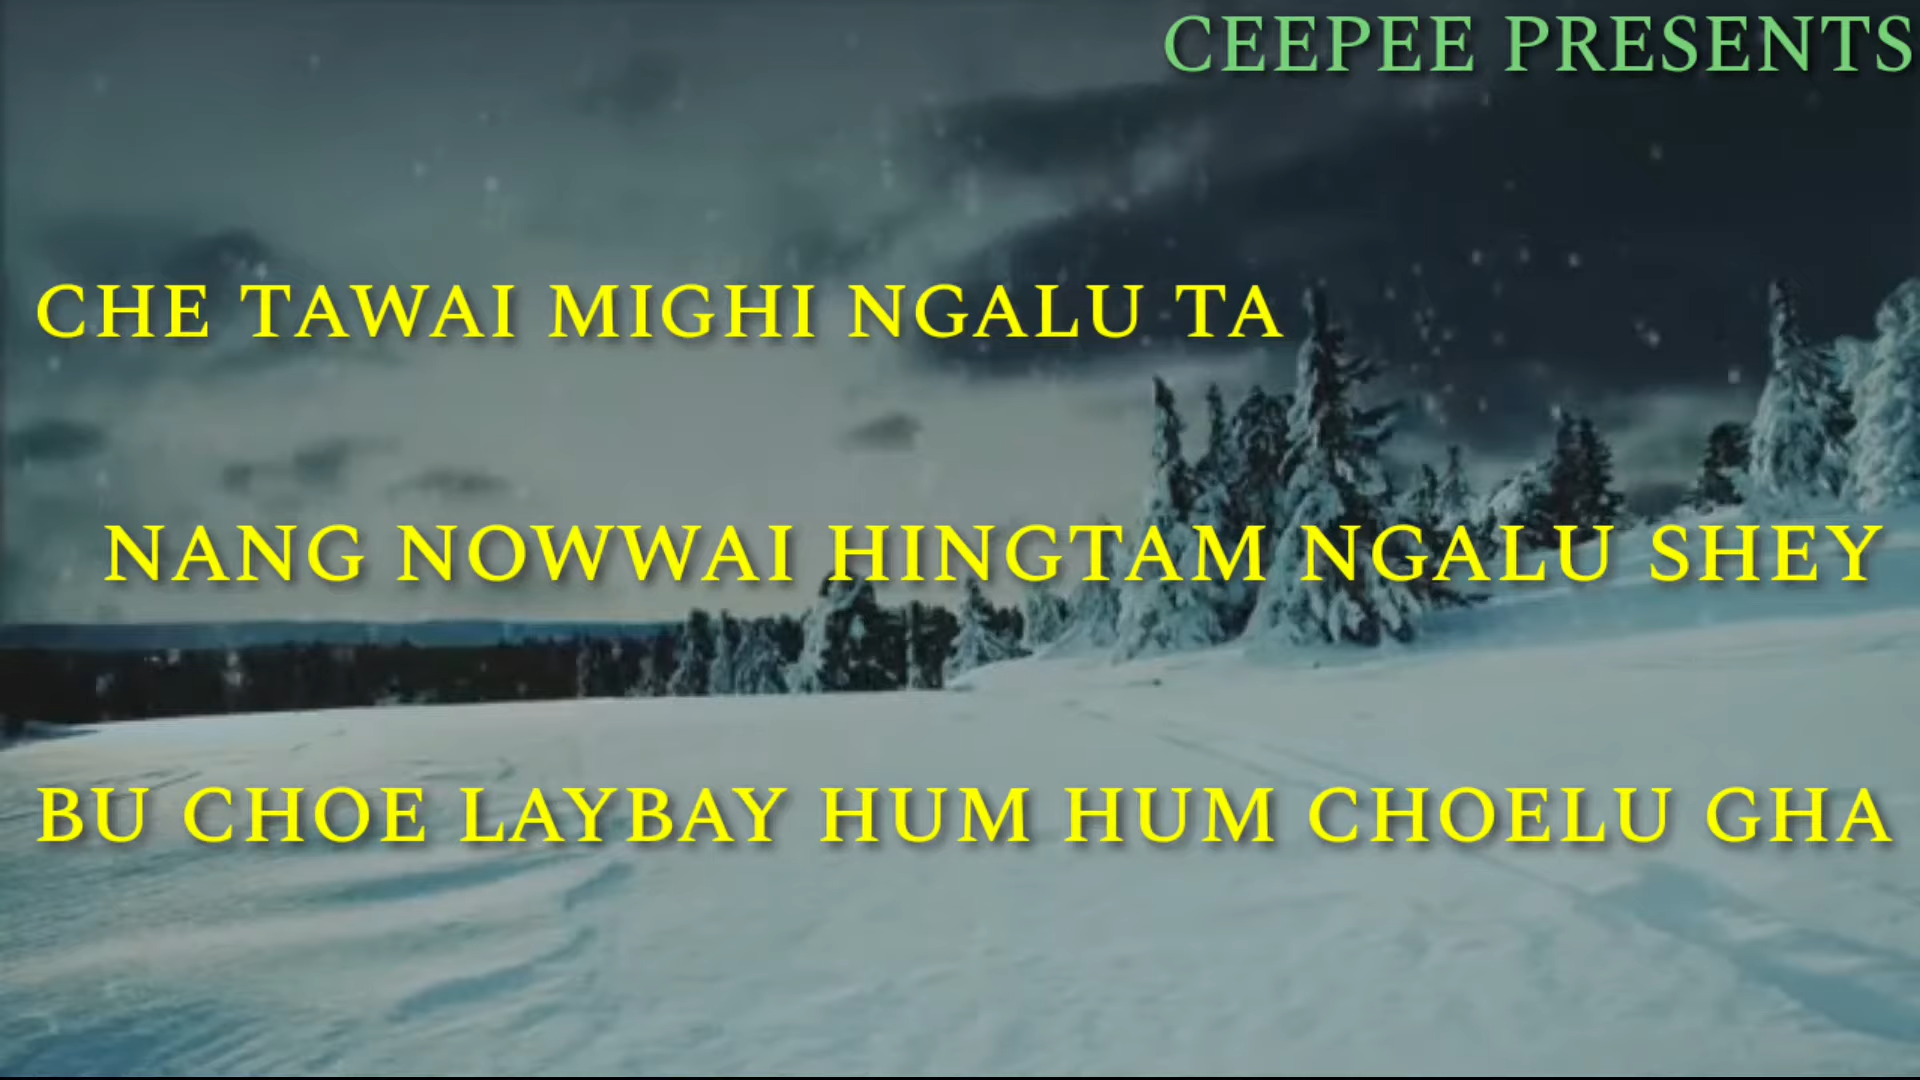 CEEPEE PRESENTS
CHE TAWAI MIGHI NGALU TA
NANG NOWWAI HINGTAM NGALU SHEY
BU CHOE LAYBAY HUM HUM CHOELU GHA